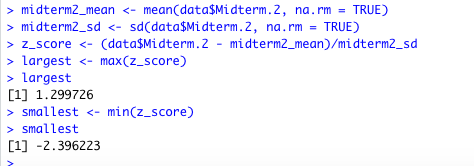 > midterm2_mean <- mean(data$Midterm.2, na.rm = TRUE)
> midterm2_sd <- sd(data$Midterm.2, na.rm = TRUE)
> z_score <- (data$Midterm.2 - midterm2_mean)/midterm2_sd
> largest <- max(z_score)
> largest
[1] 1.299726
> smallest <- min(z_score)
> smallest
[1] -2.396223
>